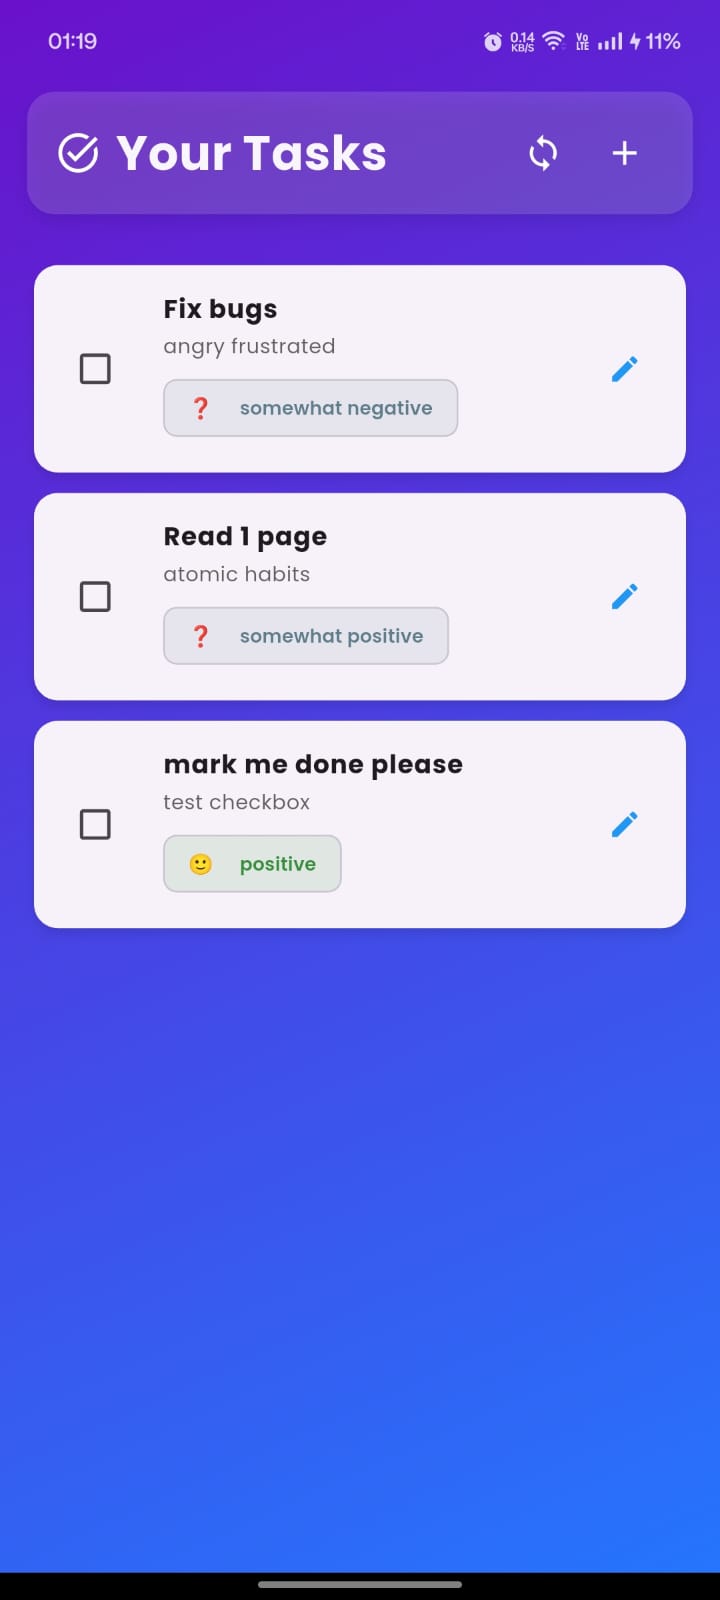 01:19
0.14 KB/S Vo LTE 11%
Your Tasks
Fix bugs
angry frustrated
❓ somewhat negative
Read 1 page
atomic habits
❓ somewhat positive
mark me done please
test checkbox
🙂 positive